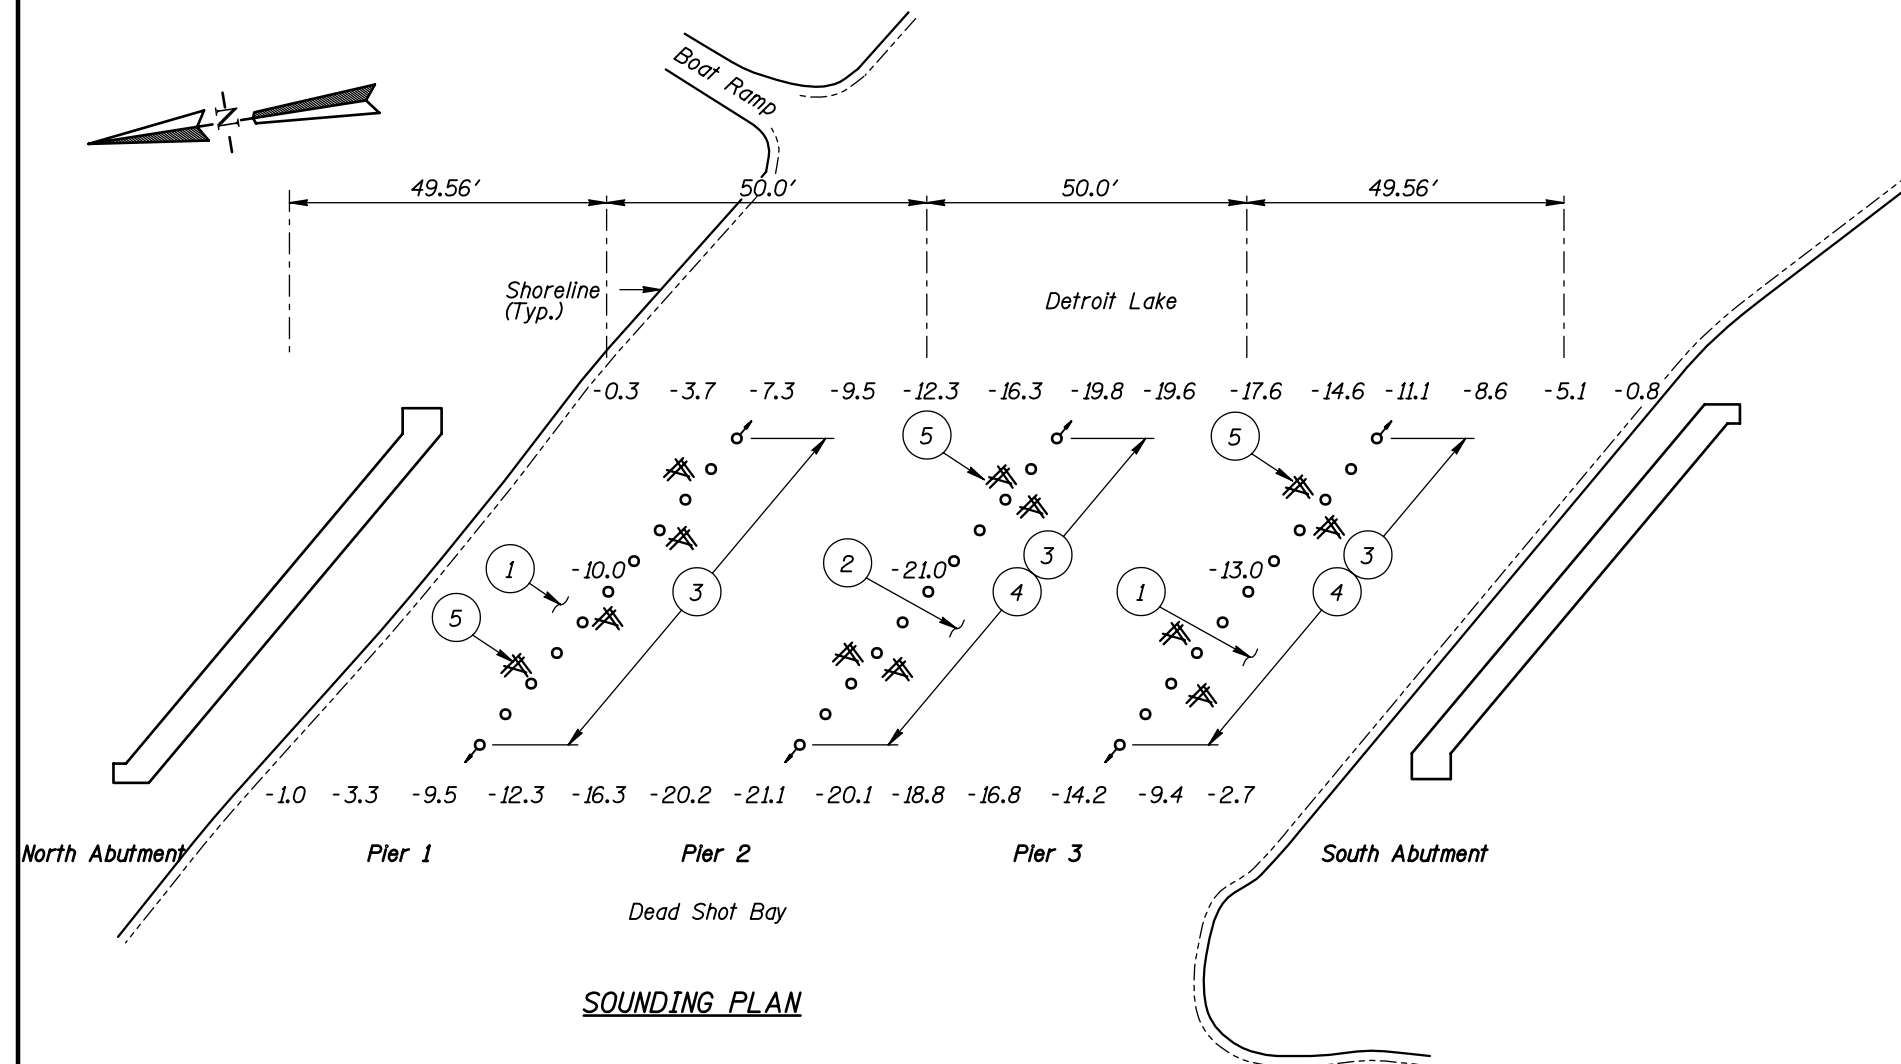 Boat Ramp
N
49.56' 50.0' 50.0' 49.56'
Shoreline
(Typ.)
Detroit Lake
-0.3 -3.7 -7.3 -9.5 -12.3 -16.3 -19.8 -19.6 -17.6 -14.6 -11.1 -8.6 -5.1 -0.8
5 5
1 -10.0 3 2 -21.0 4 3 1 -13.0 4 3
5
-1.0 -3.3 -9.5 -12.3 -16.3 -20.2 -21.1 -20.1 -18.8 -16.8 -14.2 -9.4 -2.7
North Abutment Pier 1 Pier 2 Pier 3 South Abutment
Dead Shot Bay
SOUNDING PLAN